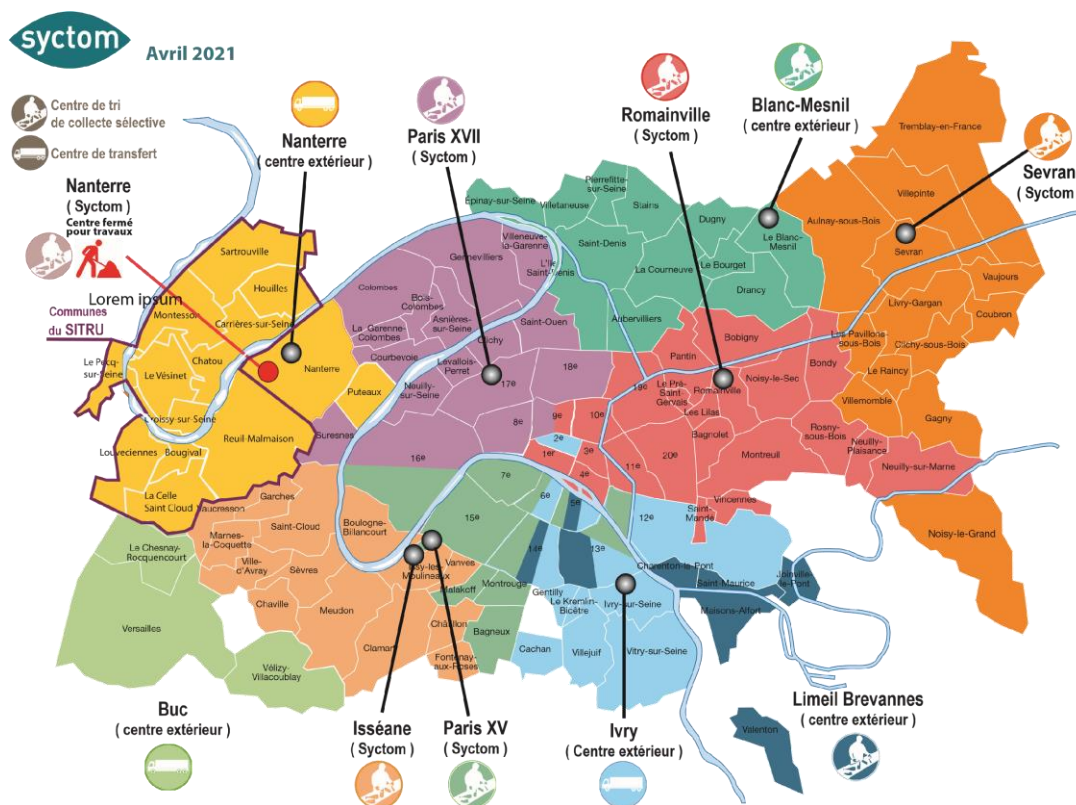 syctom
Avril 2021
Centre de tri
de collecte sélective
Centre de transfert
Nanterre
(Syctom)
Centre fermé
pour travaux
Nanterre
(centre extérieur)
Paris XVII
(Syctom)
Romainville
(Syctom)
Blanc-Mesnil
(centre extérieur)
Sevran
(Syctom
Lorem ipsum
Communes
du SITRU
Sartrouville
Houilles
Montesson
Carrières-sur-Seine
Le Pecq-
sur-Seine
Chatou
Le Vésinet
Croissy-sur-Seine
Nanterre
Puteaux
Reuil-Malmaison
Louveciennes
Bougival
La Celle
Saint Cloud
Vaucresson
Suresnes
Colombes
Bois-
Colombes
La Garenne-
Colombes
Asnières-
sur-Seine
Courbevoie
Gennevilliers
Villeneuve-
la-Garenne
L'Ile
Saint-Denis
Clichy
Levallois-
Perret
Neuilly-
sur-Seine
Saint-Ouen
17e
18e
8e
16e
Épinay-sur-Seine
Villetaneuse
Pierrefitte-
sur-Seine
Stains
Saint-Denis
Dugny
Le Blanc-
Mesnil
La Courneuve
Le Bourget
Drancy
Aubervilliers
Tremblay-en-France
Villepinte
Aulnay-sous-Bois
Sevran
Vaujours
Livry-Gargan
Coubron
Les Pavillons-
sous-Bois
Clichy-sous-Bois
Le Raincy
Villemomble
Gagny
Noisy-le-Grand
Bobigny
Pantin
Bondy
Le Pré-
Saint-
Gervais
Romainville
Noisy-le-Sec
Les Lilas
Bagnolet
Rosny-
sous-Bois
Neuilly-
Plaisance
Neuilly-sur-Marne
Montreuil
Vincennes
Saint-
Mandé
19e
10e
9e
2e
3e
1er
4e
11e
20e
7e
6e
5e
15e
14e
13e
12e
Garches
Marnes-
la-Coquette
Saint-Cloud
Boulogne-
Billancourt
Ville-
d'Avray
Sèvres
Chaville
Meudon
Issy-les-
Moulineaux
Vanves
Malakoff
Montrouge
Châtillon
Clamart
Bagneux
Fontenay-
aux-Roses
Le Chesnay-
Rocquencourt
Versailles
Vélizy-
Villacoublay
Gentilly
Le Kremlin-
Bicêtre
Ivry-sur-Seine
Cachan
Villejuif
Vitry-sur-Seine
Charenton-le-Pont
Saint-Maurice
Joinville-
le-Pont
Maisons-Alfort
Valenton
Buc
(centre extérieur)
Isséane
(Syctom)
Paris XV
(Syctom)
Ivry
(Centre extérieur)
Limeil Brevannes
(centre extérieur)